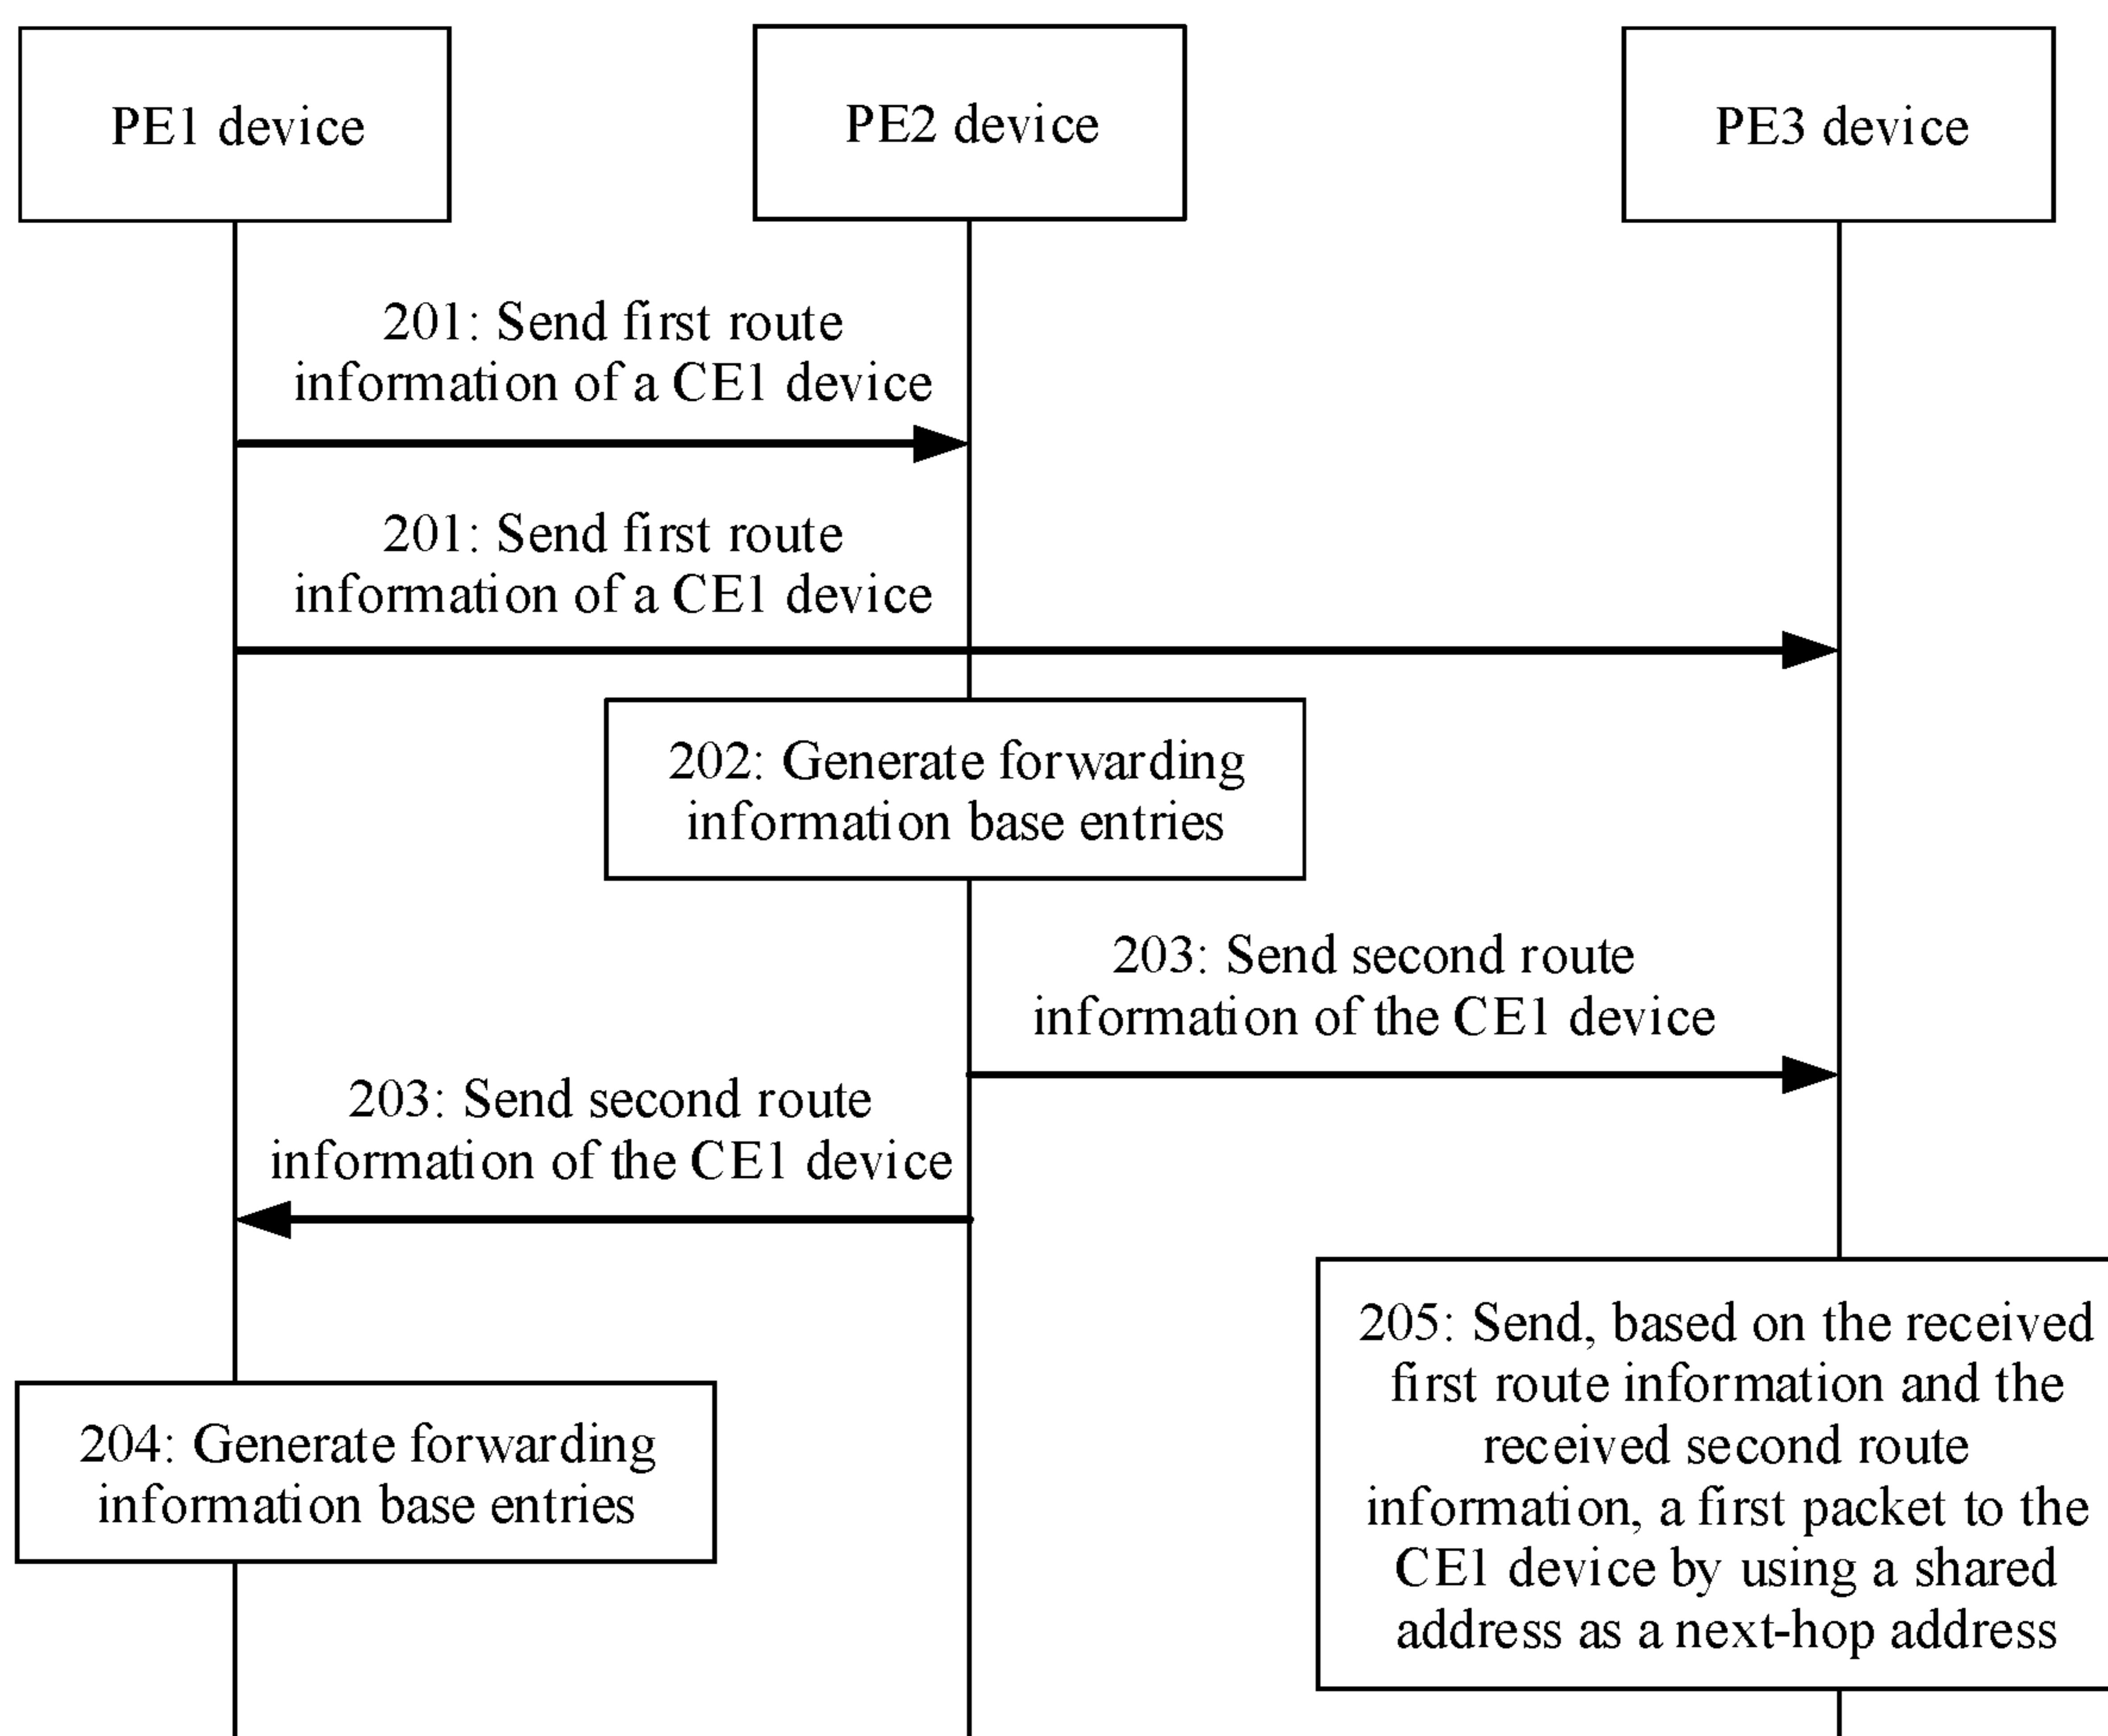 PE1 device
PE2 device
PE3 device
201: Send first route
information of a CE1 device
201: Send first route
information of a CE1 device
202: Generate forwarding
information base entries
203: Send second route
information of the CE1 device
203: Send second route
information of the CE1 device
204: Generate forwarding
information base entries
205: Send, based on the received
first route information and the
received second route
information, a first packet to the
CE1 device by using a shared
address as a next-hop address